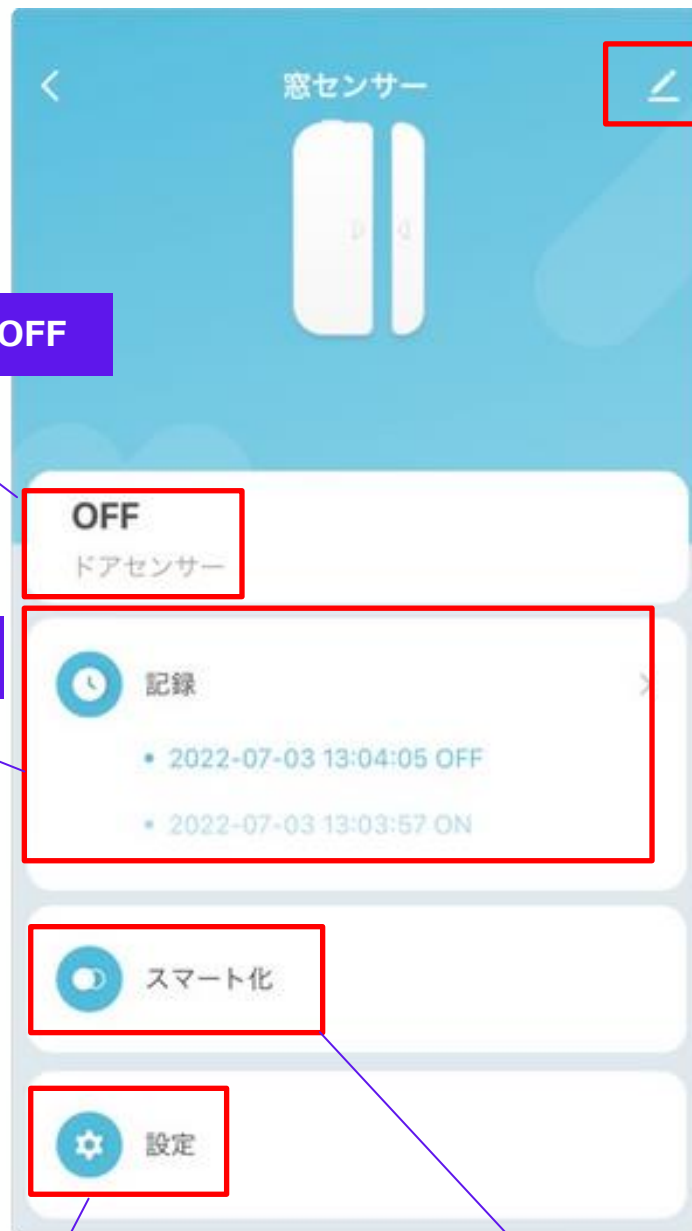 窓センサー
OFF
OFF
ドアセンサー
記録
• 2022-07-03 13:04:05 OFF
• 2022-07-03 13:03:57 ON
スマート化
設定